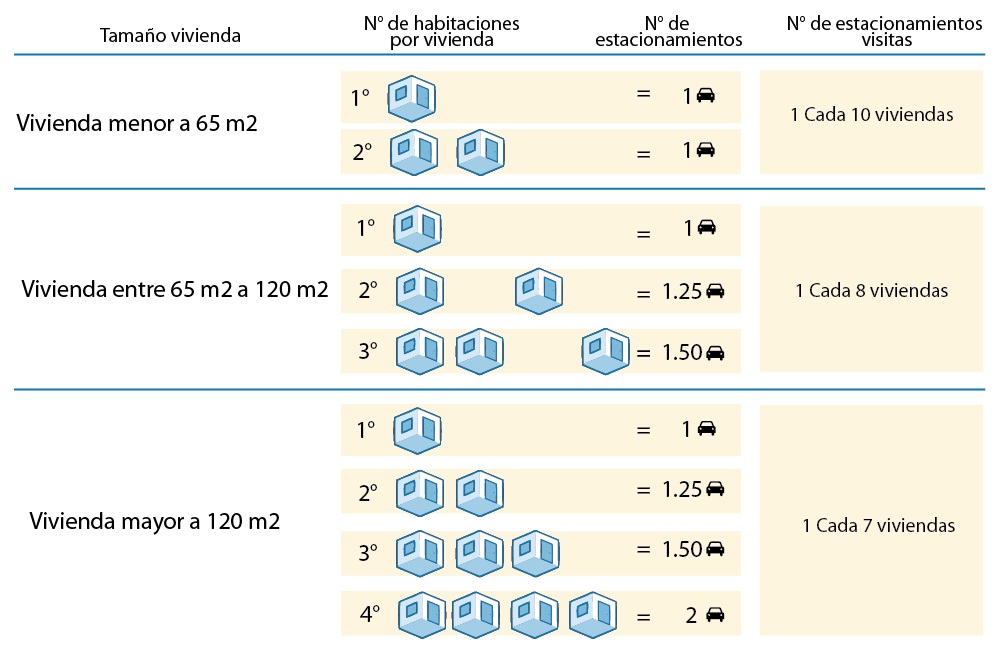 Tamaño vivienda
N° de habitaciones
por vivienda
N° de
estacionamientos
N° de estacionamientos
visitas
Vivienda menor a 65 m2
1° = 1
2° = 1
1 Cada 10 viviendas
Vivienda entre 65 m2 a 120 m2
1° = 1
2° = 1.25
3° = 1.50
1 Cada 8 viviendas
Vivienda mayor a 120 m2
1° = 1
2° = 1.25
3° = 1.50
4° = 2
1 Cada 7 viviendas